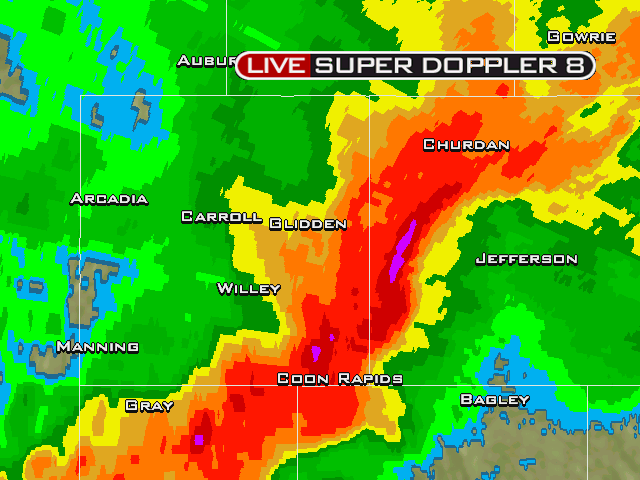 Gowrie
Aubur
LIVE SUPER DOPPLER 8
Churdan
Arcadia
Carroll
Glidden
Jefferson
Willey
Manning
Coon Rapids
Gray
Bagley